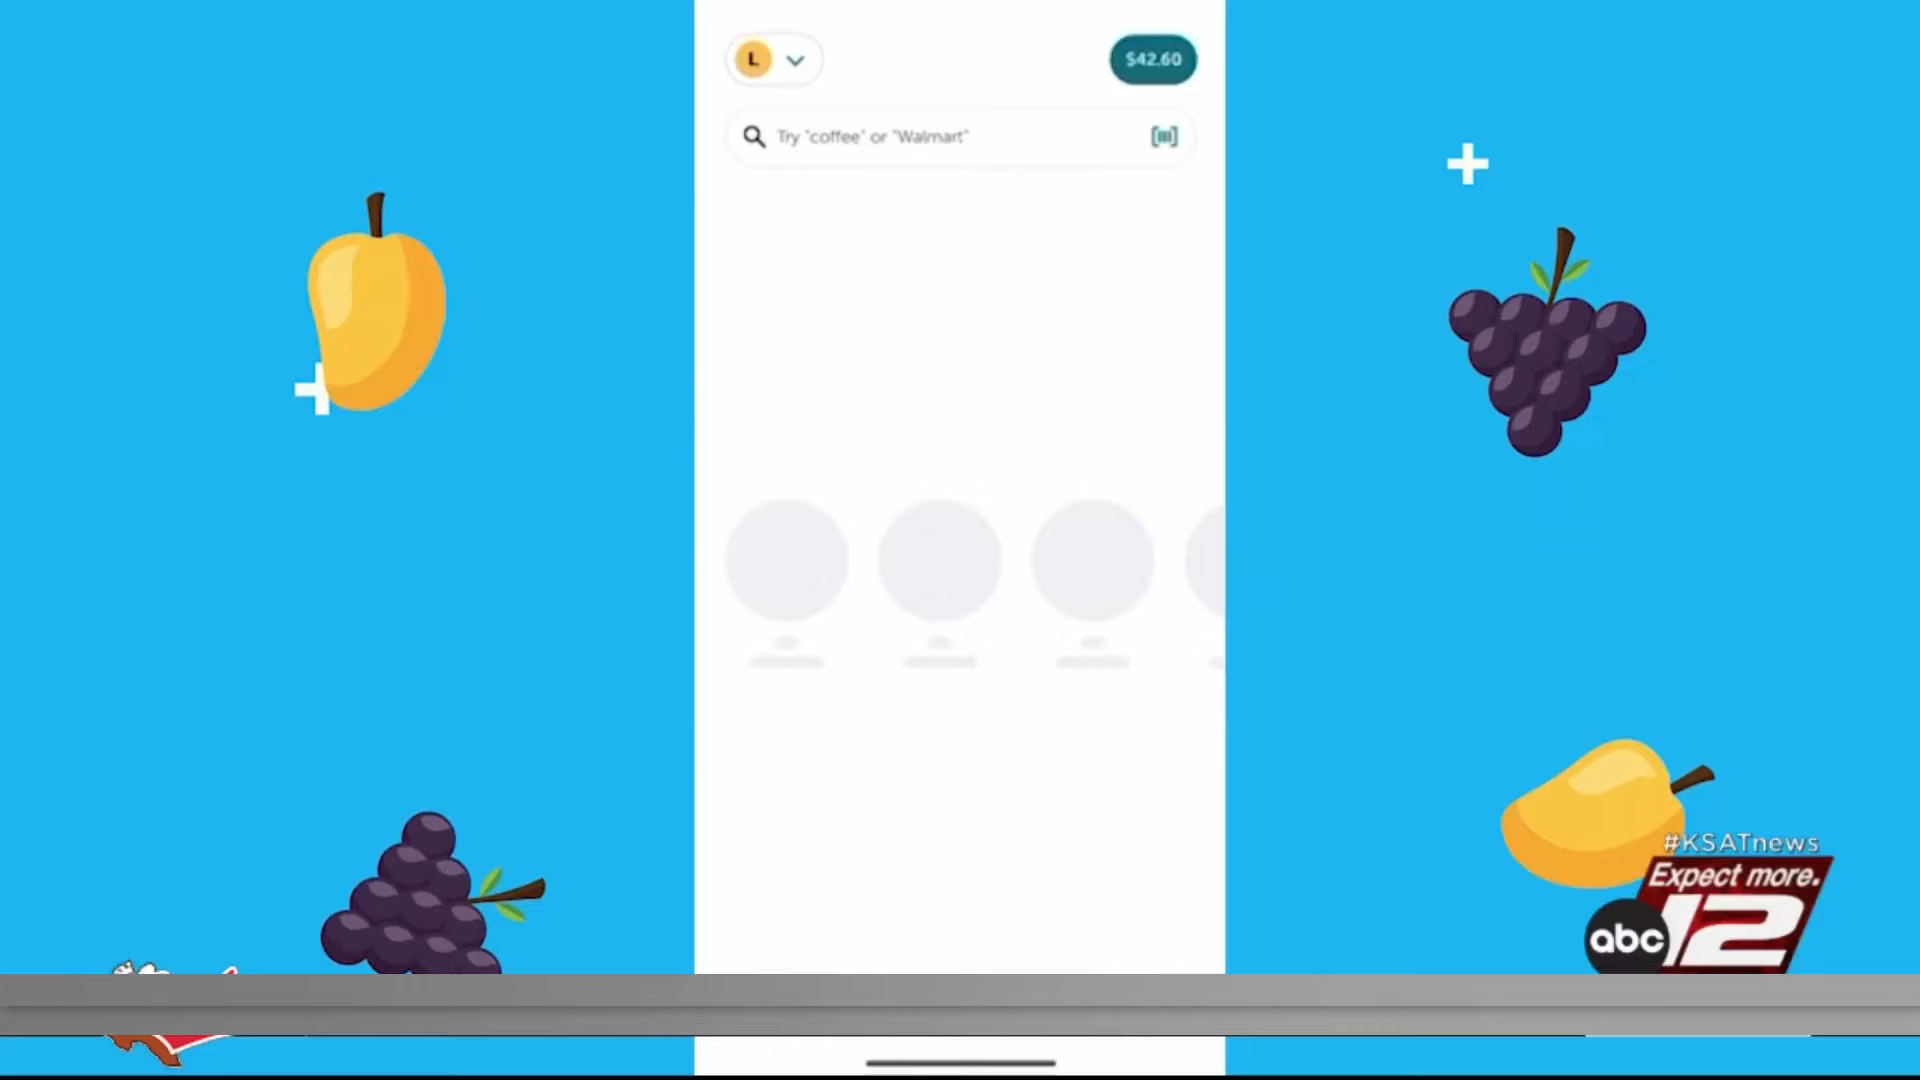 L
$42.60
Try "coffee" or "Walmart"
#KSATnews
Expect more.
abc
12